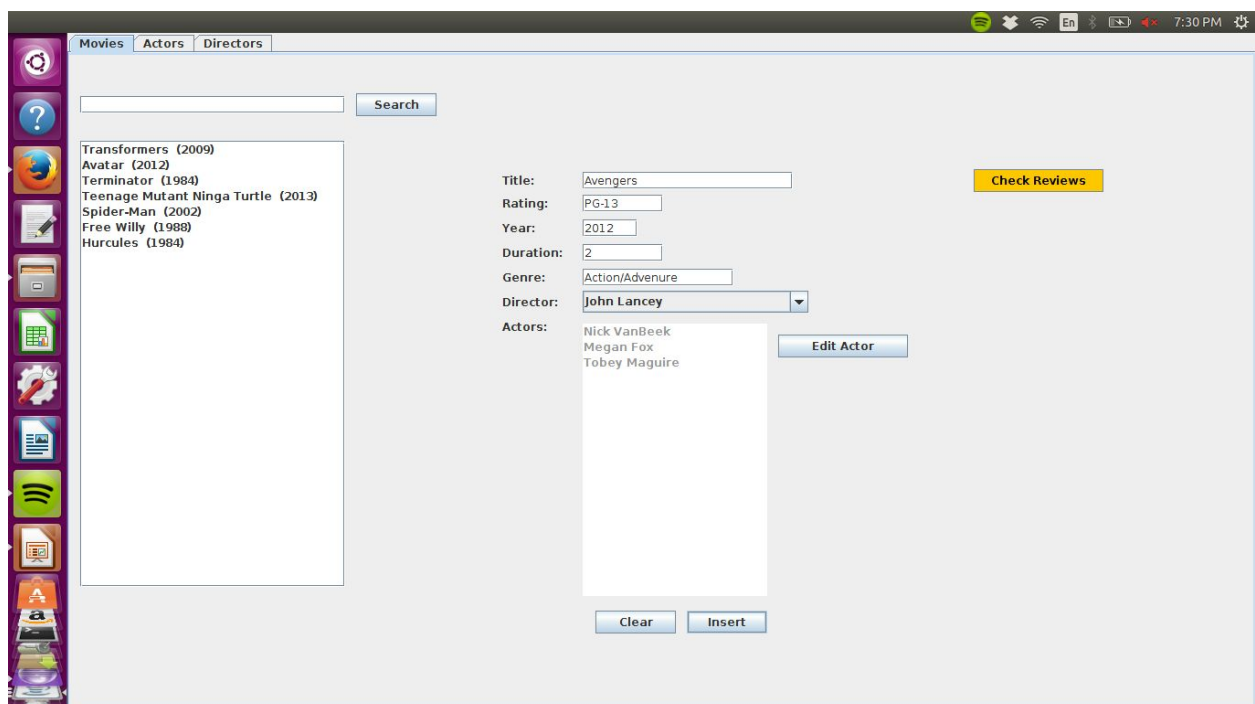 En 7:30 PM
Movies Actors Directors
Search
Transformers (2009)
Avatar (2012)
Terminator (1984)
Teenage Mutant Ninga Turtle (2013)
Spider-Man (2002)
Free Willy (1988)
Hurcules (1984)
Title: Avengers
Check Reviews
Rating: PG-13
Year: 2012
Duration: 2
Genre: Action/Advenure
Director: John Lancey
Actors: Nick VanBeek
Megan Fox
Tobey Maguire
Edit Actor
Clear Insert